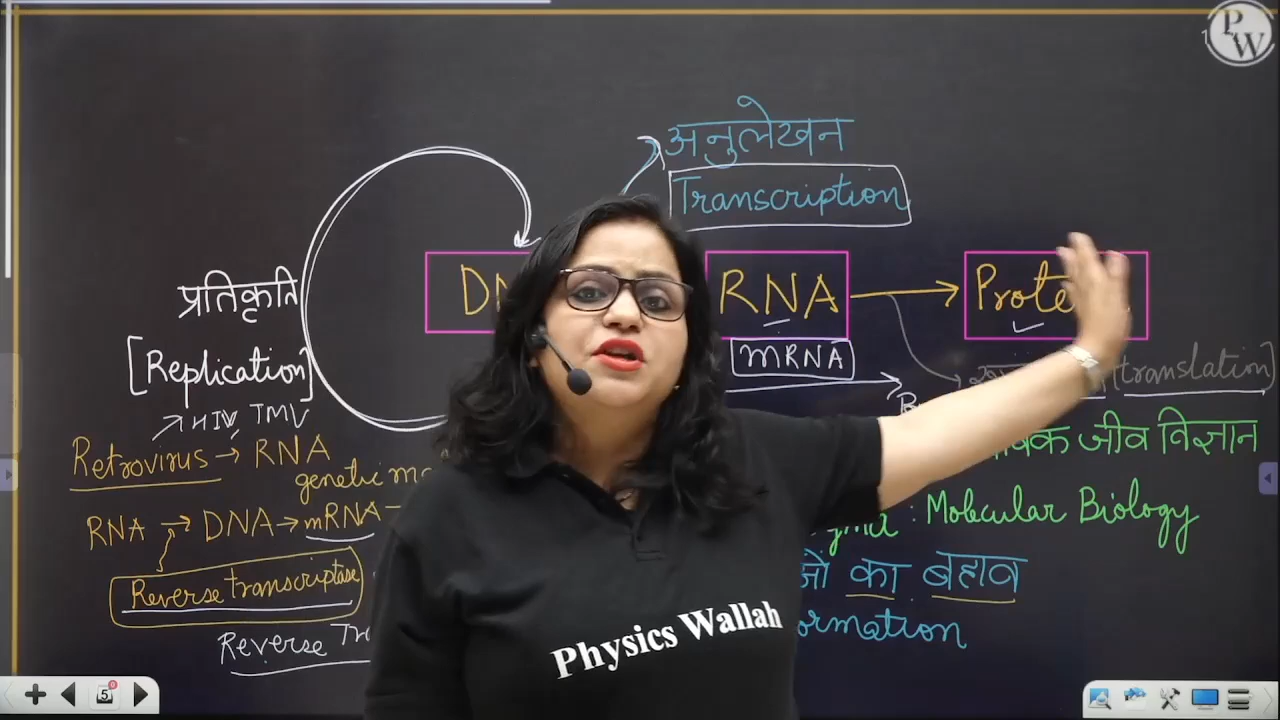 PW
अनुलेखन
Transcription
DN
RNA
Prote
प्रतिकृति
[Replication]
mRNA
[translation]
HIV, TMV
Retrovirus → RNA
genetic
जीव विज्ञान
RNA → DNA → mRNA
: Molecular Biology
Reverse transcriptase
का बहाव
Reverse
ormation
Physics Wallah
5